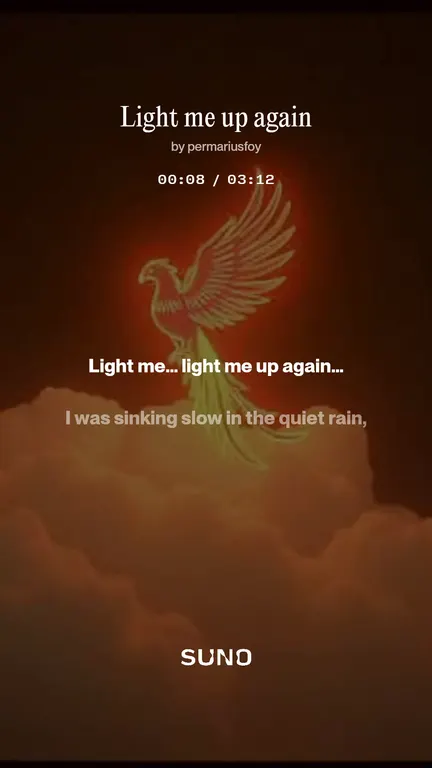 Light me up again
by permariusfoy
00:08 / 03:12
Light me... light me up again...
I was sinking slow in the quiet rain,
SUNO